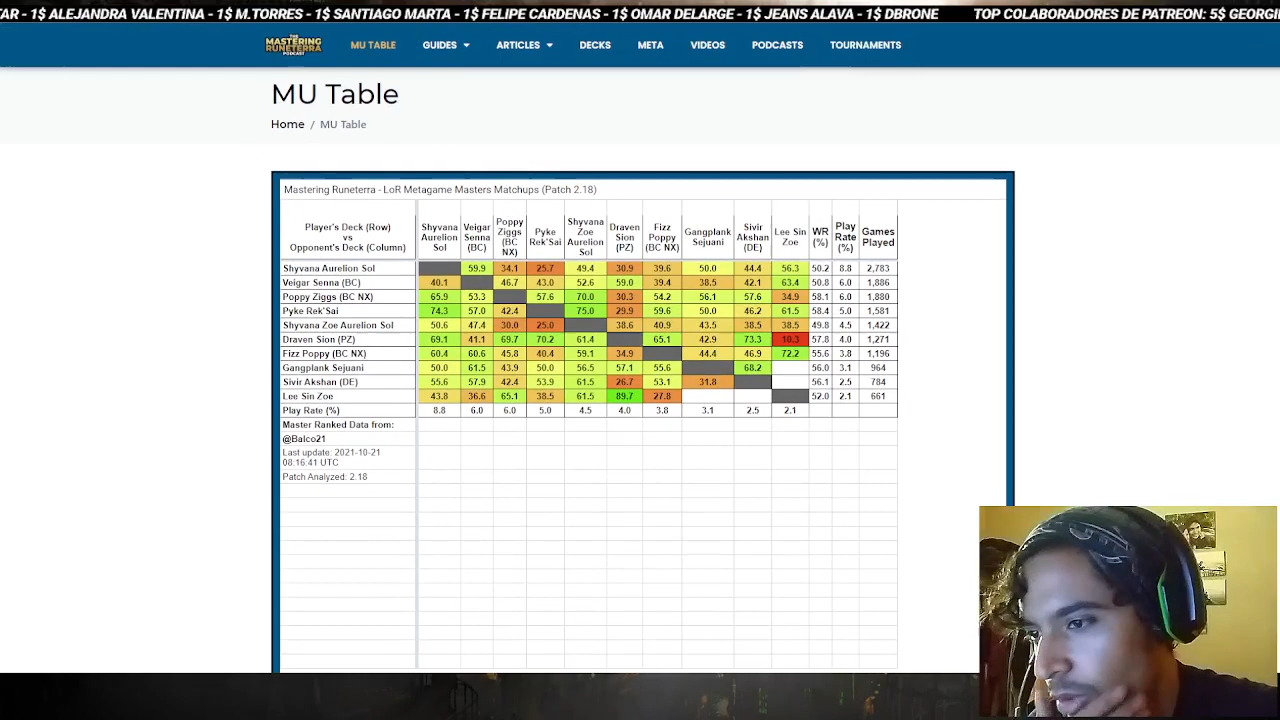 AR - 1$ ALEJANDRA VALENTINA - 1$ M.TORRES - 1$ SANTIAGO MARTA - 1$ FELIPE CARDENAS - 1$ OMAR DELARGE - 1$ JEANS ALAVA - 1$ DBRONE TOP COLABORADORES DE PATREON: 5$ GEORGI
THE MASTERING RUNETERRA PODCAST MU TABLE GUIDES ARTICLES DECKS META VIDEOS PODCASTS TOURNAMENTS
MU Table
Home / MU Table
Mastering Runeterra - LoR Metagame Masters Matchups (Patch 2.18)
Player's Deck (Row) vs Opponent's Deck (Column) Shyvana Aurelion Sol Veigar Senna (BC) Poppy Ziggs (BC NX) Pyke Rek'Sai Shyvana Zoe Aurelion Sol Draven Sion (PZ) Fizz Poppy (BC NX) Gangplank Sejuani Sivir Akshan (DE) Lee Sin Zoe WR (%) Play Rate (%) Games Played
Shyvana Aurelion Sol 59.9 34.1 25.7 49.4 30.9 39.6 50.0 44.4 56.3 50.2 8.8 2,783
Veigar Senna (BC) 40.1 46.7 43.0 52.6 59.0 39.4 38.5 42.1 63.4 50.8 6.0 1,886
Poppy Ziggs (BC NX) 65.9 53.3 57.6 70.0 30.3 54.2 56.1 57.6 34.9 58.1 6.0 1,880
Pyke Rek'Sai 74.3 57.0 42.4 75.0 29.9 59.6 50.0 46.2 61.5 58.4 5.0 1,581
Shyvana Zoe Aurelion Sol 50.6 47.4 30.0 25.0 38.6 40.9 43.5 38.5 38.5 49.8 4.5 1,422
Draven Sion (PZ) 69.1 41.1 69.7 70.2 61.4 65.1 42.9 73.3 10.3 57.8 4.0 1,271
Fizz Poppy (BC NX) 60.4 60.6 45.8 40.4 59.1 34.9 44.4 46.9 72.2 55.6 3.8 1,196
Gangplank Sejuani 50.0 61.5 43.9 50.0 56.5 57.1 55.6 68.2 56.0 3.1 964
Sivir Akshan (DE) 55.6 57.9 42.4 53.9 61.5 26.7 53.1 31.8 56.1 2.5 784
Lee Sin Zoe 43.8 36.6 65.1 38.5 61.5 89.7 27.8 52.0 2.1 661
Play Rate (%) 8.8 6.0 6.0 5.0 4.5 4.0 3.8 3.1 2.5 2.1
Master Ranked Data from:
@Balco21
Last update: 2021-10-21
08:16:41 UTC
Patch Analyzed: 2.18